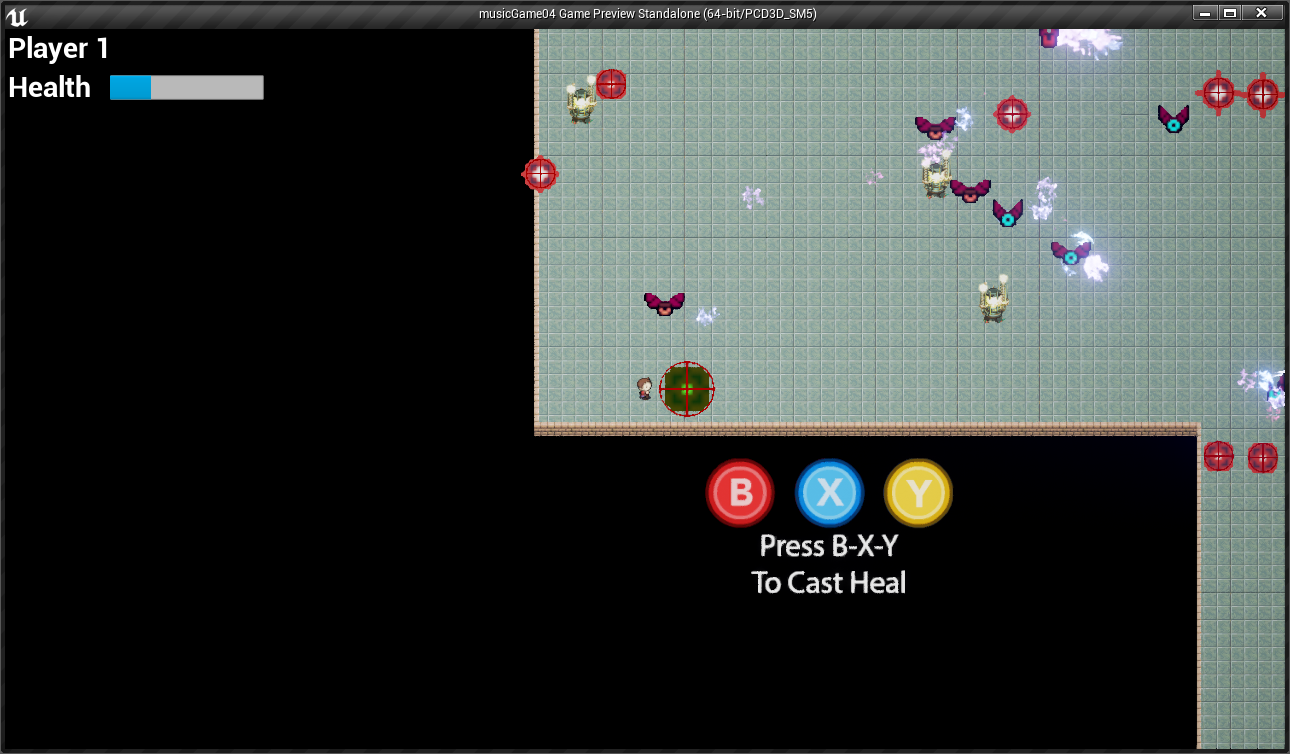 musicGame04 Game Preview Standalone (64-bit/PCD3D_SM5)
Player 1
Health
B X Y
Press B-X-Y
To Cast Heal